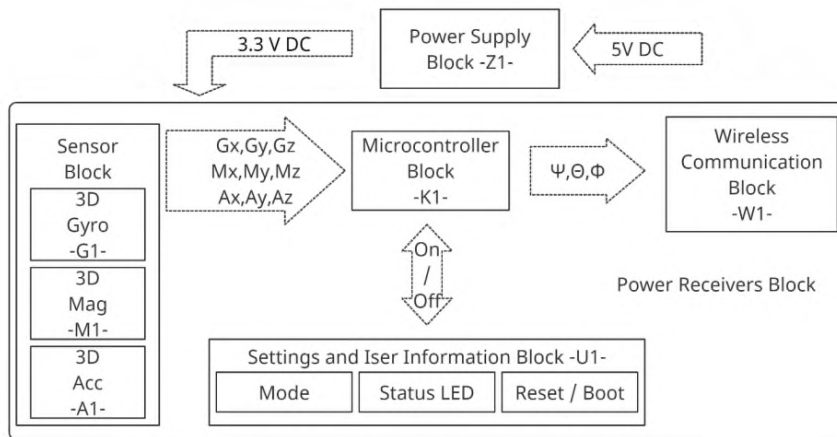 3.3 V DC
Power Supply
Block -Z1-
5V DC
Sensor
Block
3D
Gyro
-G1-
3D
Mag
-M1-
3D
Acc
-A1-
Gx,Gy,Gz
Mx,My,Mz
Ax,Ay,Az
Microcontroller
Block
-K1-
Ψ,Θ,Φ
Wireless
Communication
Block
-W1-
On
/
Off
Power Receivers Block
Settings and Iser Information Block -U1-
Mode
Status LED
Reset / Boot